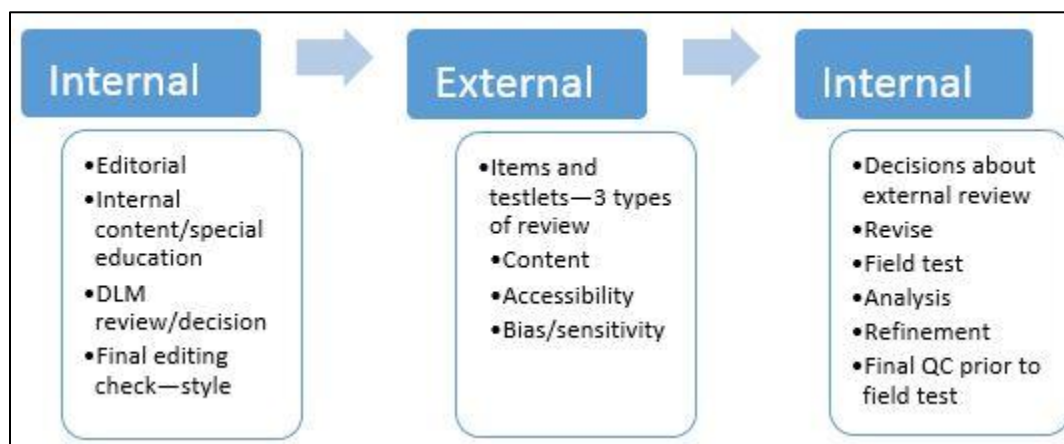 Internal
•Editorial
•Internal
content/special
education
•DLM
review/decision
•Final editing
check—style
External
•Items and
testlets—3 types
of review
•Content
•Accessibility
•Bias/sensitivity
Internal
•Decisions about
external review
•Revise
•Field test
•Analysis
•Refinement
•Final QC prior to
field test